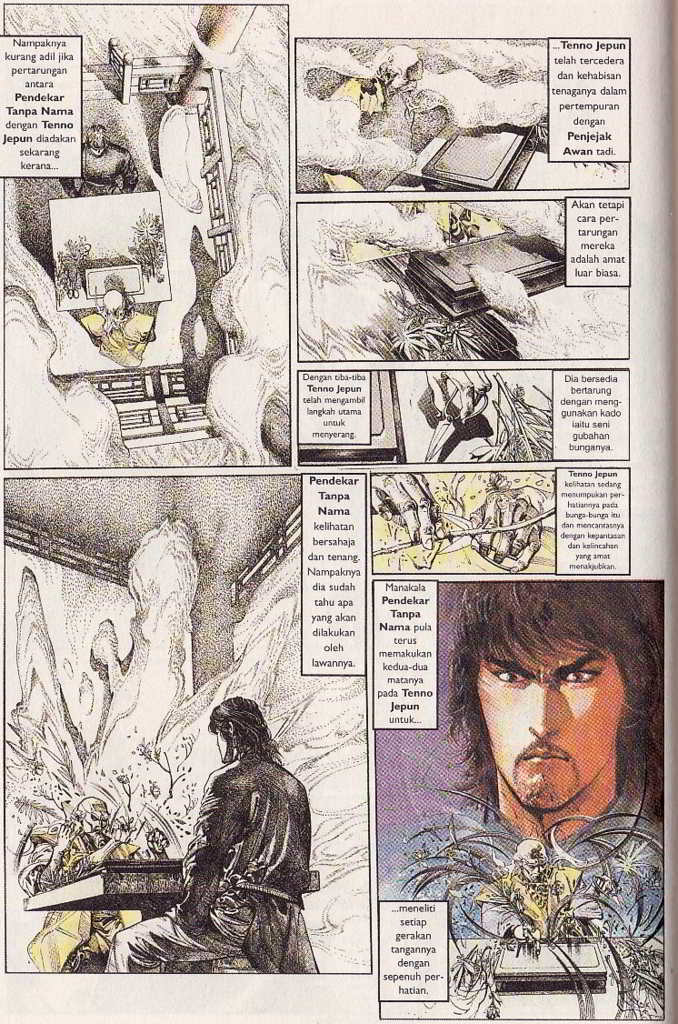 Nampaknya
kurang adil jika
pertarungan
antara
Pendekar
Tanpa Nama
dengan Tenno
Jepun diadakan
sekarang
kerana...
...Tenno Jepun
telah tercedera
dan kehabisan
tenaganya dalam
pertempuran
dengan
Penjejak
Awan tadi.
Akan tetapi
cara per-
tarungan
mereka
adalah amat
luar biasa.
Dengan tiba-tiba
Tenno Jepun
telah mengambil
langkah utama
untuk
menyerang.
Dia bersedia
bertarung
dengan meng-
gunakan kado
iaitu seni
gubahan
bunganya.
Pendekar
Tanpa
Nama
kelihatan
bersahaja
dan tenang.
Nampaknya
dia sudah
tahu apa
yang akan
dilakukan
oleh
lawannya.
Tenno Jepun
kelihatan sedang
menumpukan per-
hatiannya pada
bunga-bunga itu
dan mencantasnya
dengan kepantasan
dan kelincahan
yang amat
menakjubkan.
Manakala
Pendekar
Tanpa
Nama pula
terus
memakukan
kedua-dua
matanya
pada Tenno
Jepun
untuk...
...meneliti
setiap
gerakan
tangannya
dengan
sepenuh per-
hatian.